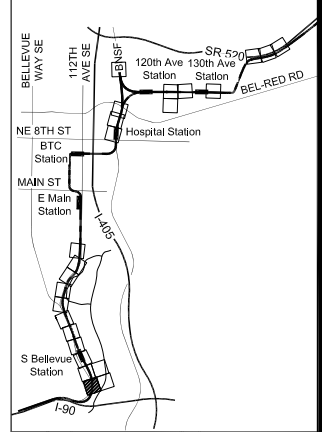 BELLEVUE
WAY SE
112TH
AVE SE
BNSF
SR 520
120th Ave
Station
130th Ave
Station
BEL-RED RD
NE 8TH ST
Hospital Station
BTC
Station
MAIN ST
E Main
Station
I-405
S Bellevue
Station
I-90